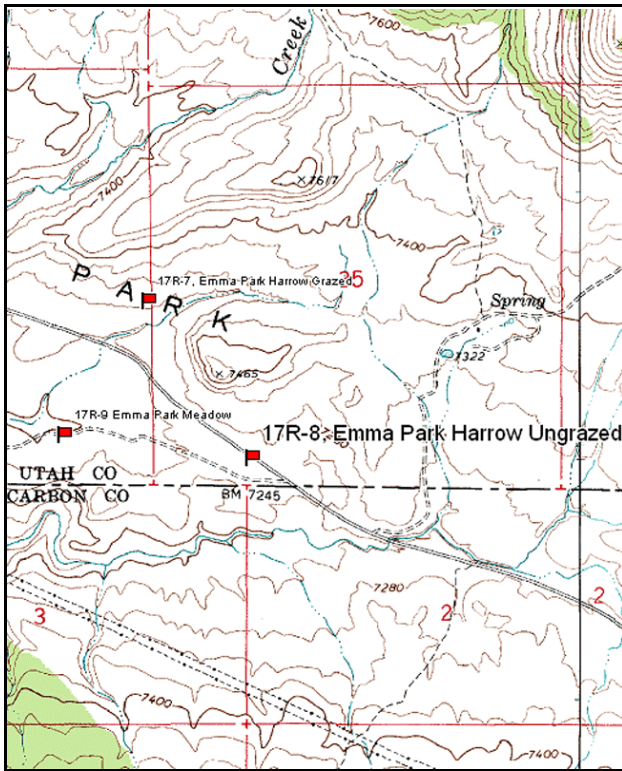 7600
Creek
7400
7617
7400
PARK
17R-7, Emma Park Harrow Grazed
35
Spring
7322
7465
17R-9 Emma Park Meadow
17R-8, Emma Park Harrow Ungrazed
UTAH CO
CARBON CO
BM 7245
7280
3
2
2
7400
7400